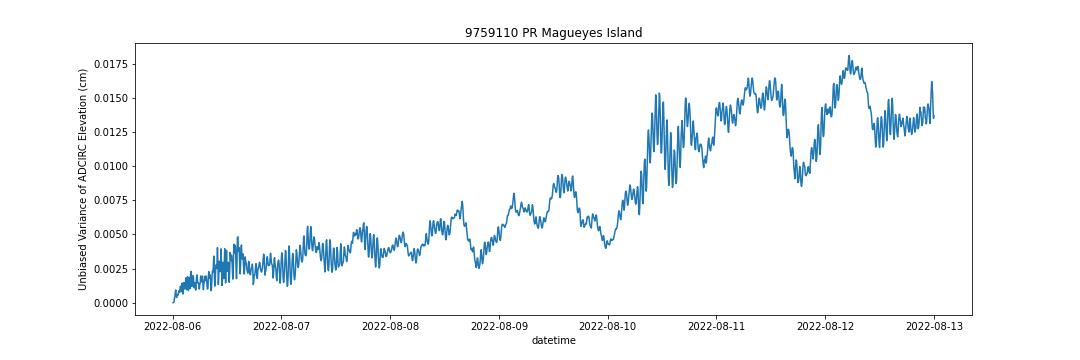 9759110 PR Magueyes Island
Unbiased Variance of ADCIRC Elevation (cm)
0.0175
0.0150
0.0125
0.0100
0.0075
0.0050
0.0025
0.0000
2022-08-06 2022-08-07 2022-08-08 2022-08-09 2022-08-10 2022-08-11 2022-08-12 2022-08-13
datetime